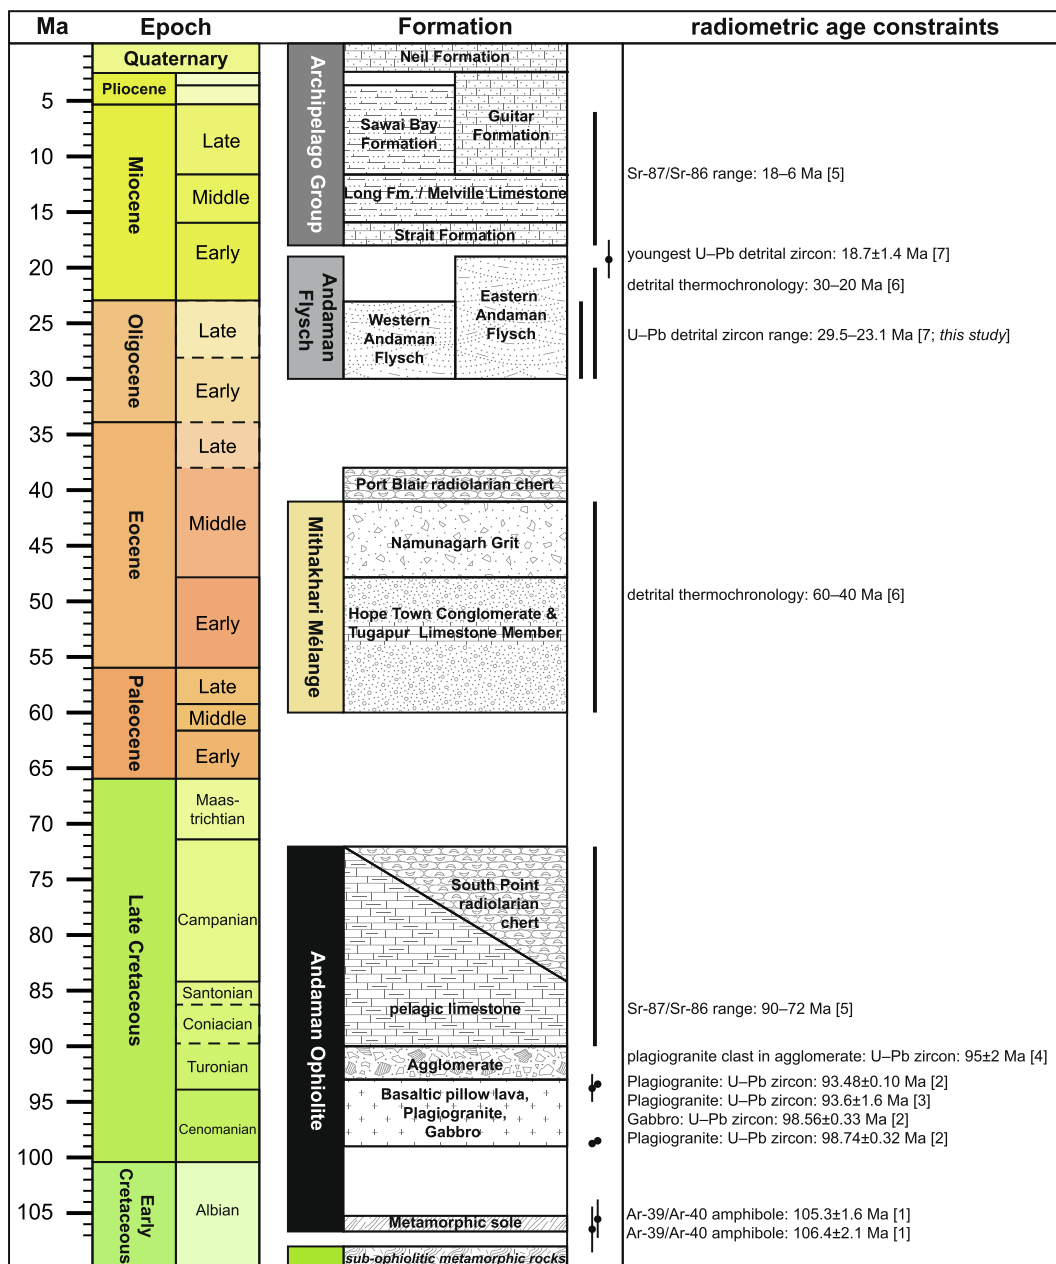 Ma Epoch Formation radiometric age constraints
5
10
15
20
25
30
35
40
45
50
55
60
65
70
75
80
85
90
95
100
105
Quaternary
Pliocene
Miocene
Late
Middle
Early
Oligocene
Late
Early
Eocene
Late
Middle
Early
Paleocene
Late
Middle
Early
Late Cretaceous
Maas-
trichtian
Campanian
Santonian
Coniacian
Turonian
Cenomanian
Early
Cretaceous
Albian
Archipelago Group
Neil Formation
Sawai Bay
Formation
Guitar
Formation
Long Fm. / Melville Limestone
Strait Formation
Andaman
Flysch
Western
Andaman
Flysch
Eastern
Andaman
Flysch
Port Blair radiolarian chert
Mithakhari Mélange
Namunagarh Grit
Hope Town Conglomerate &
Tugapur Limestone Member
Andaman Ophiolite
South Point
radiolarian
chert
pelagic limestone
Agglomerate
Basaltic pillow lava,
Plagiogranite,
Gabbro
Metamorphic sole
sub-ophiolitic metamorphic rocks
Sr-87/Sr-86 range: 18–6 Ma [5]
youngest U–Pb detrital zircon: 18.7±1.4 Ma [7]
detrital thermochronology: 30–20 Ma [6]
U–Pb detrital zircon range: 29.5–23.1 Ma [7; this study]
detrital thermochronology: 60–40 Ma [6]
Sr-87/Sr-86 range: 90–72 Ma [5]
plagiogranite clast in agglomerate: U–Pb zircon: 95±2 Ma [4]
Plagiogranite: U–Pb zircon: 93.48±0.10 Ma [2]
Plagiogranite: U–Pb zircon: 93.6±1.6 Ma [3]
Gabbro: U–Pb zircon: 98.56±0.33 Ma [2]
Plagiogranite: U–Pb zircon: 98.74±0.32 Ma [2]
Ar-39/Ar-40 amphibole: 105.3±1.6 Ma [1]
Ar-39/Ar-40 amphibole: 106.4±2.1 Ma [1]